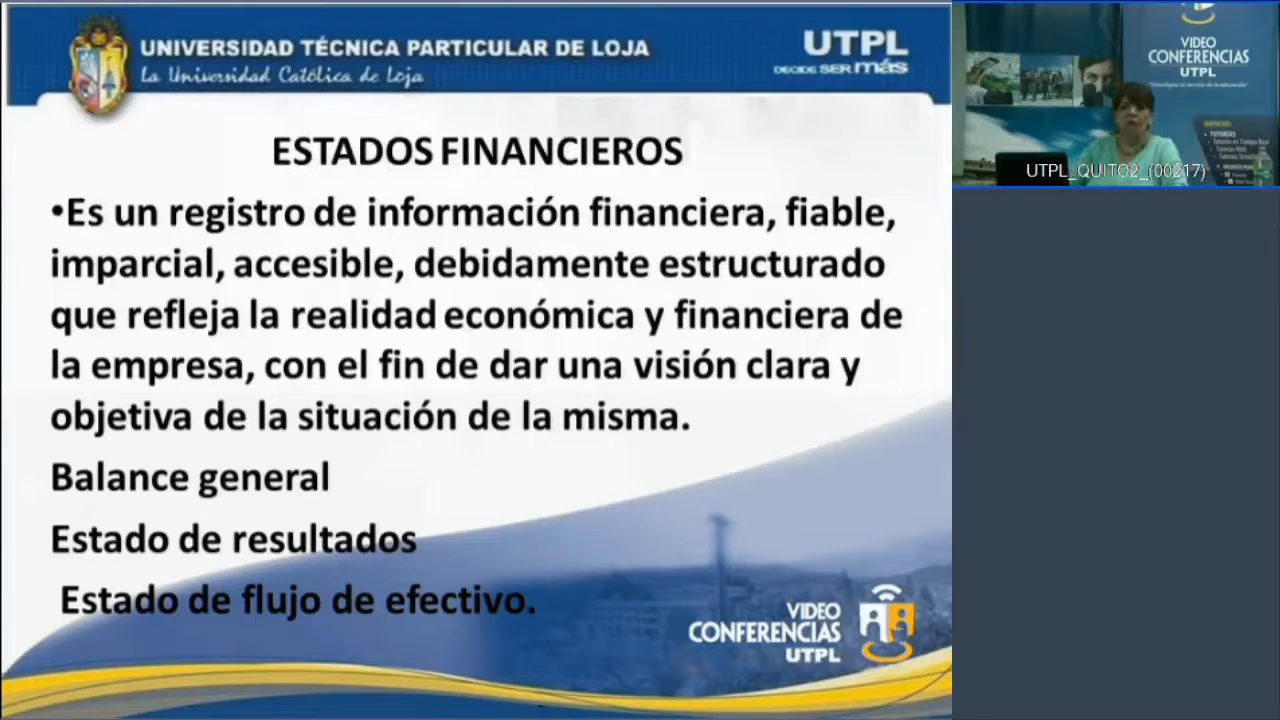 UNIVERSIDAD TÉCNICA PARTICULAR DE LOJA
La Universidad Católica de Loja
UTPL
DECIDE SER más
ESTADOS FINANCIEROS
•Es un registro de información financiera, fiable,
imparcial, accesible, debidamente estructurado
que refleja la realidad económica y financiera de
la empresa, con el fin de dar una visión clara y
objetiva de la situación de la misma.
Balance general
Estado de resultados
Estado de flujo de efectivo.
VIDEO
CONFERENCIAS
UTPL
VIDEO
CONFERENCIAS
UTPL
SERVICIOS:
TUTORÍAS
UTPL_QUITO2_(00217)